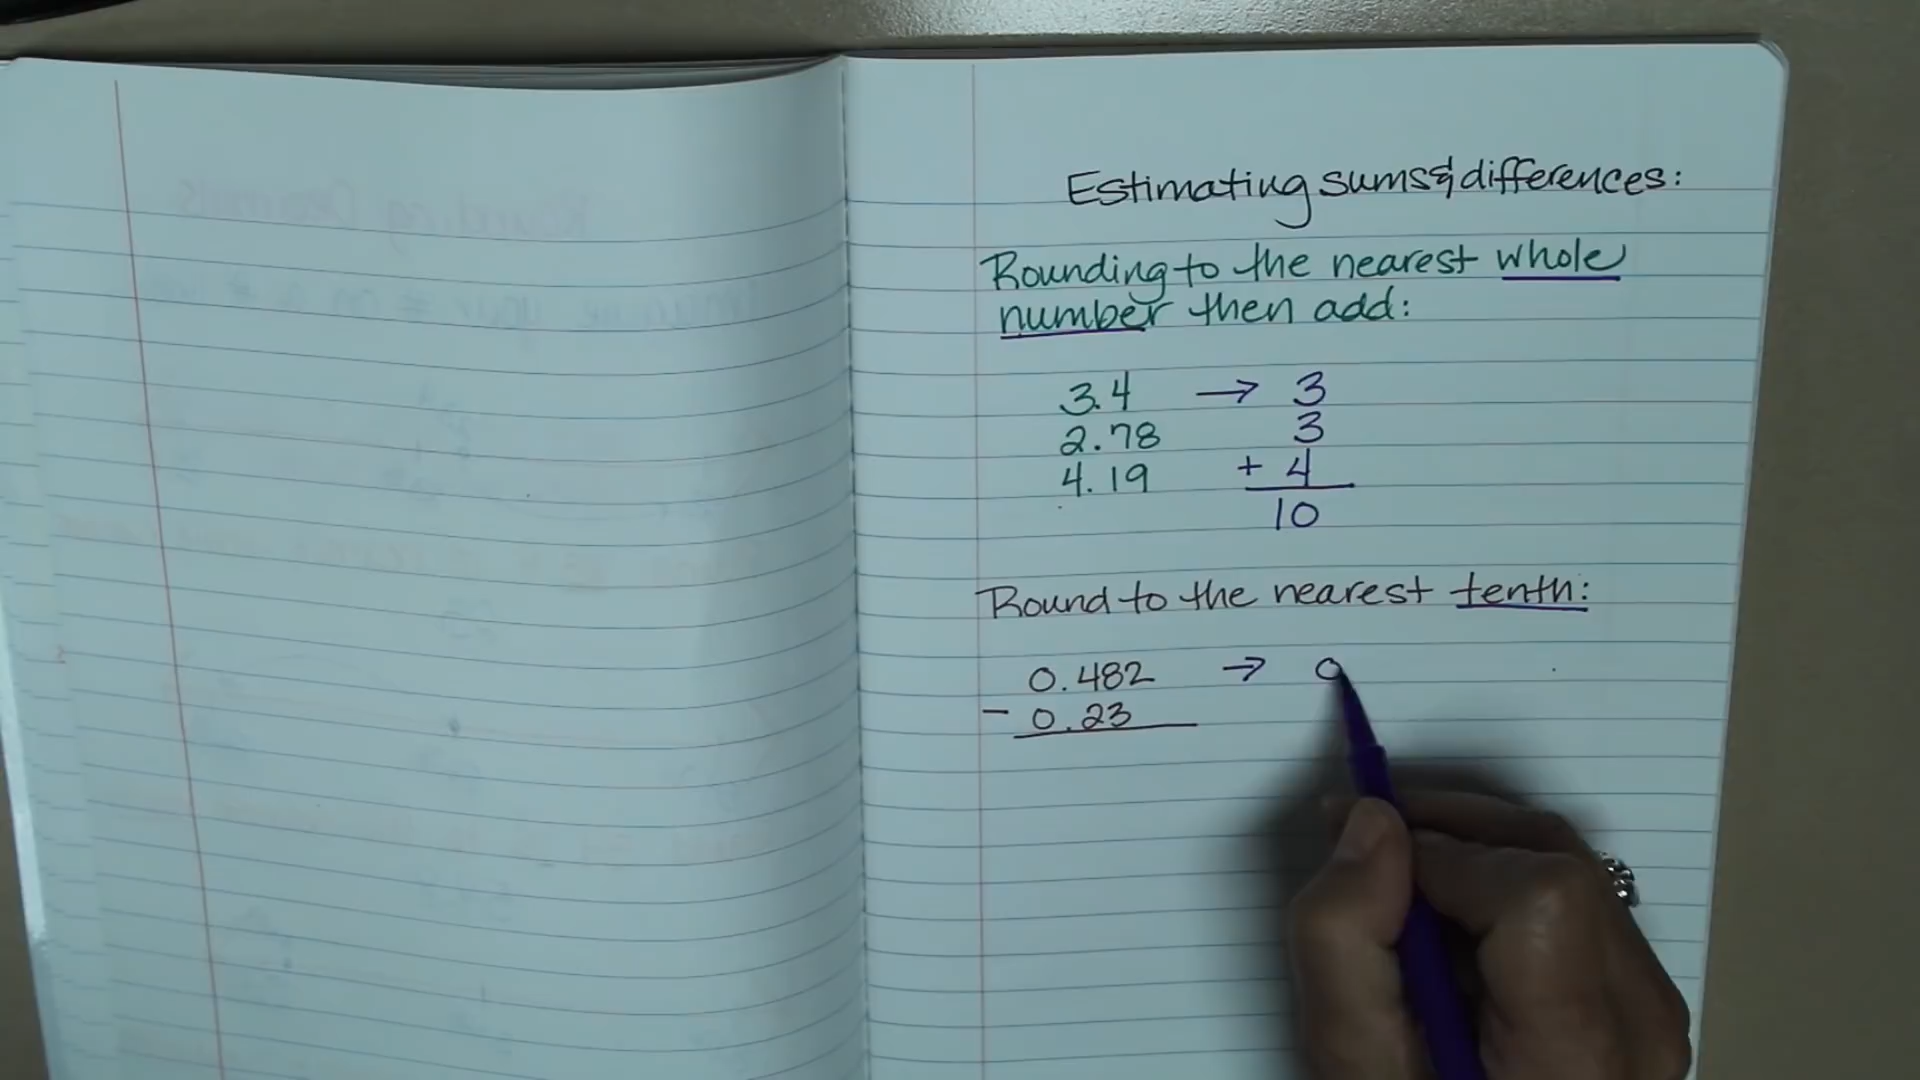 Estimating sums & differences:
Rounding to the nearest whole
number then add:
3.4 → 3
2.78 3
4.19 + 4
10
Round to the nearest tenth:
0.482 → 0
- 0.23